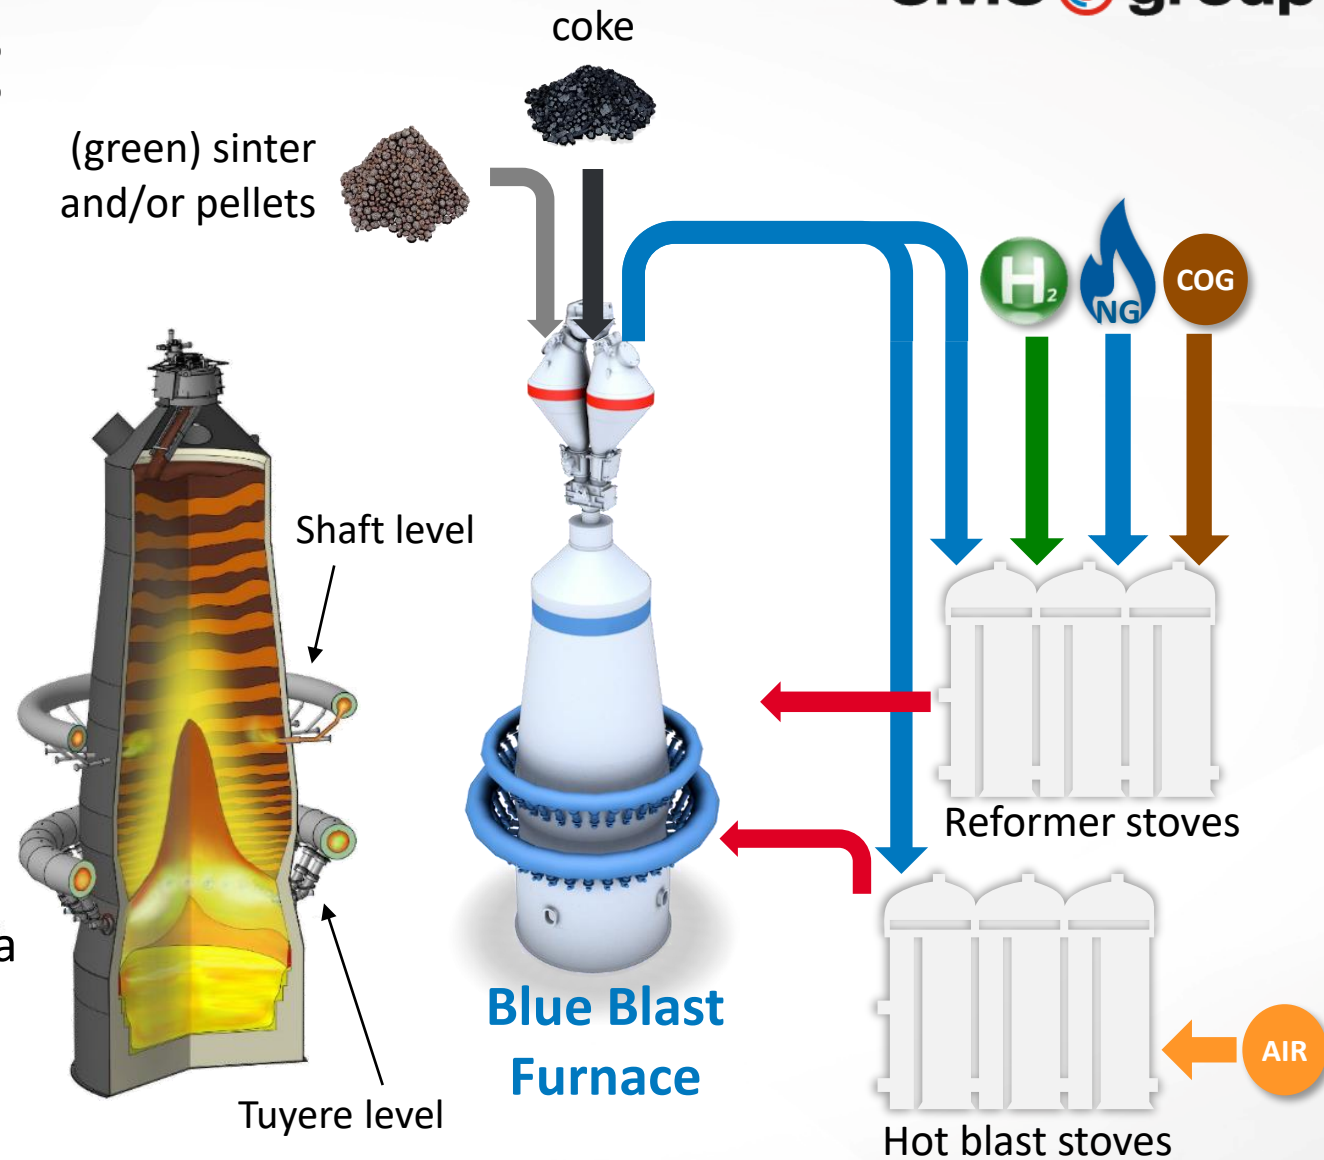 group
coke
(green) sinter
and/or pellets
H2
NG
COG
Shaft level
Reformer stoves
a
Blue Blast
Furnace
AIR
Tuyere level
Hot blast stoves